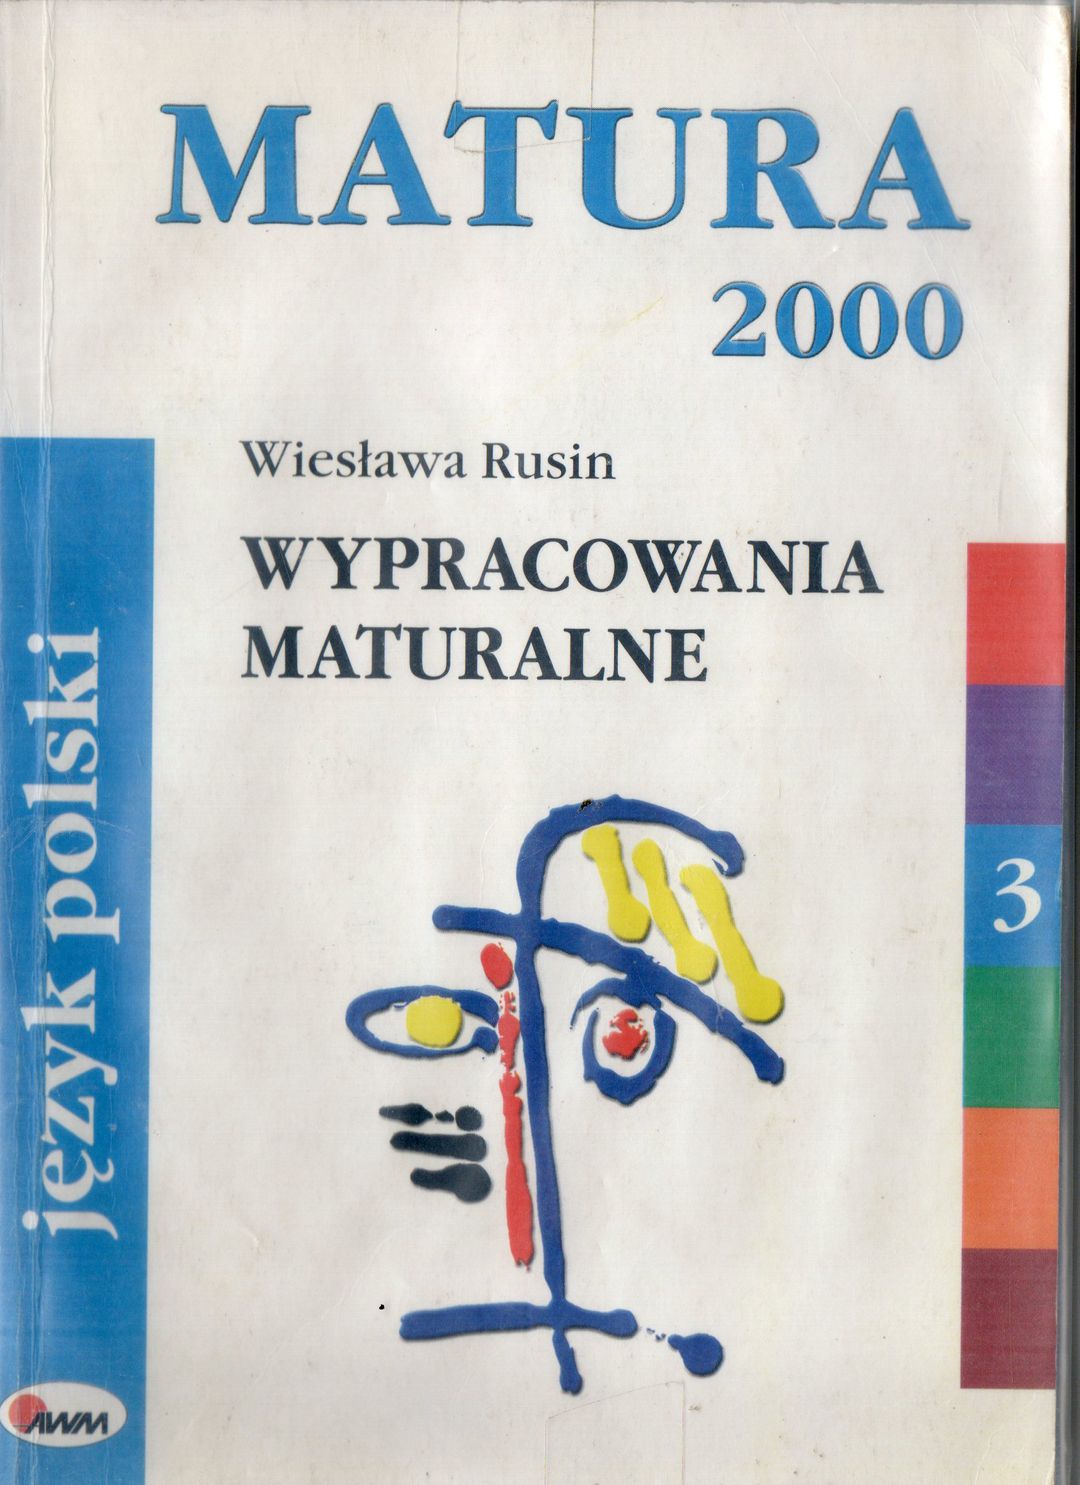 MATURA
2000
Wiesława Rusin
WYPRACOWANIA
MATURALNE
język polski
3
AWM